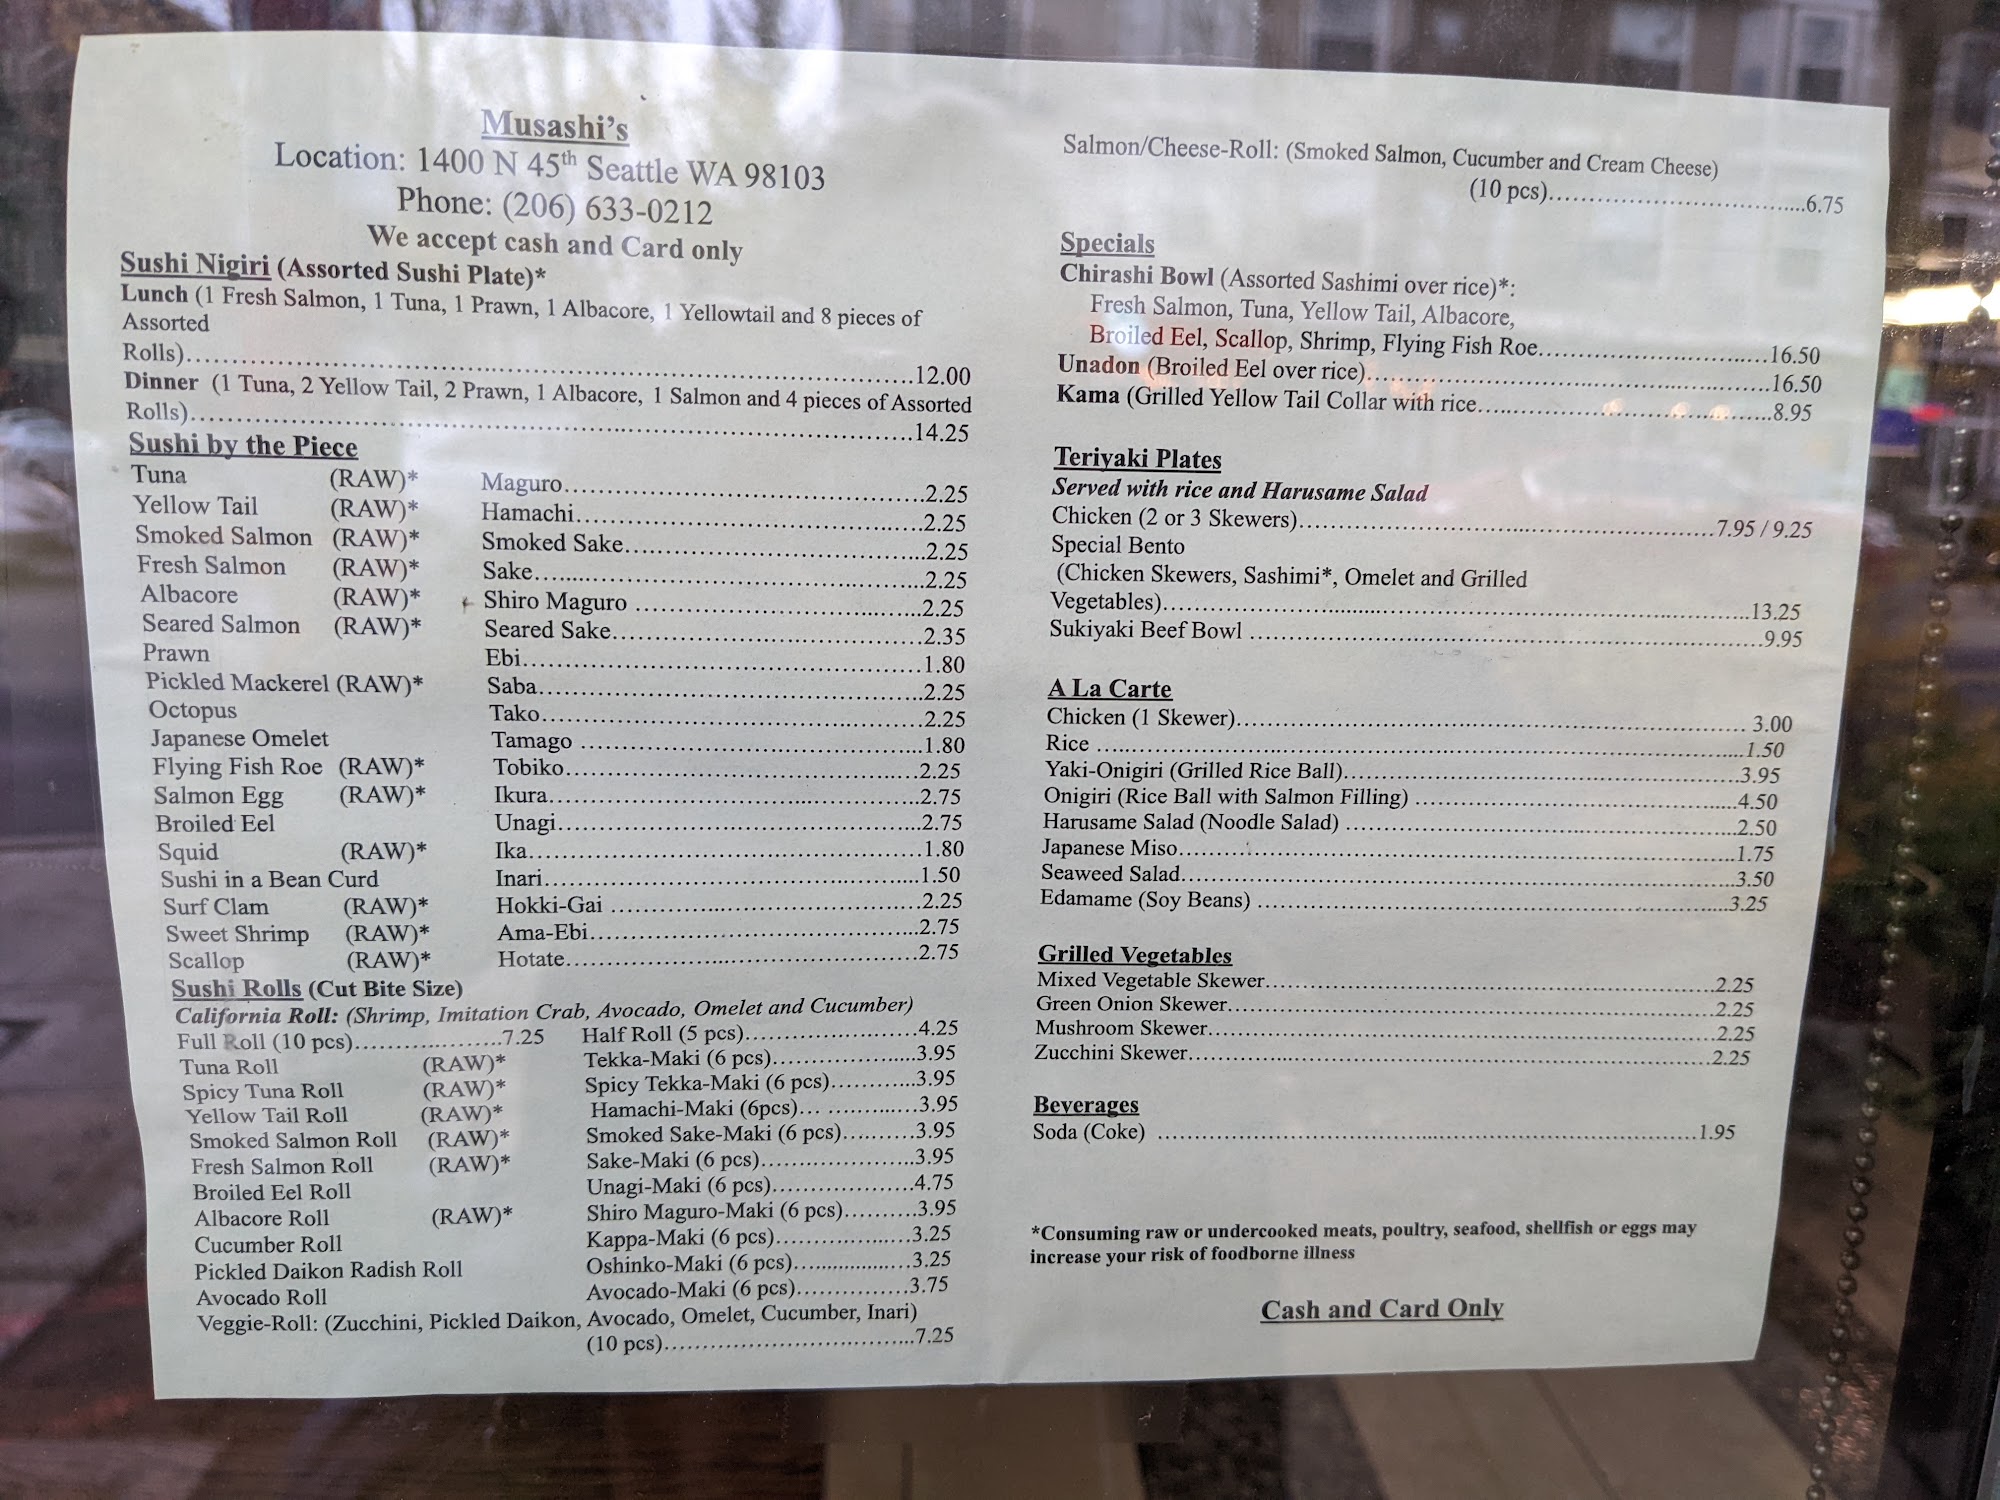 Musashi's
Location: 1400 N 45th Seattle WA 98103
Phone: (206) 633-0212
We accept cash and Card only
Sushi Nigiri (Assorted Sushi Plate)*
Lunch (1 Fresh Salmon, 1 Tuna, 1 Prawn, 1 Albacore, 1 Yellowtail and 8 pieces of
Assorted
Rolls)...12.00
Dinner (1 Tuna, 2 Yellow Tail, 2 Prawn, 1 Albacore, 1 Salmon and 4 pieces of Assorted
Rolls)...14.25
Sushi by the Piece
Tuna (RAW)* Maguro...2.25
Yellow Tail (RAW)* Hamachi...2.25
Smoked Salmon (RAW)* Smoked Sake...2.25
Fresh Salmon (RAW)* Sake...2.25
Albacore (RAW)* Shiro Maguro ...2.25
Seared Salmon (RAW)* Seared Sake...2.35
Prawn Ebi...1.80
Pickled Mackerel (RAW)* Saba...2.25
Octopus Tako...2.25
Japanese Omelet Tamago ...1.80
Flying Fish Roe (RAW)* Tobiko...2.25
Salmon Egg (RAW)* Ikura...2.75
Broiled Eel Unagi...2.75
Squid (RAW)* Ika...1.80
Sushi in a Bean Curd Inari...1.50
Surf Clam (RAW)* Hokki-Gai ...2.25
Sweet Shrimp (RAW)* Ama-Ebi...2.75
Scallop (RAW)* Hotate...2.75
Sushi Rolls (Cut Bite Size)
California Roll: (Shrimp, Imitation Crab, Avocado, Omelet and Cucumber)
Full Roll (10 pcs)...7.25 Half Roll (5 pcs)...4.25
Tuna Roll (RAW)* Tekka-Maki (6 pcs)...3.95
Spicy Tuna Roll (RAW)* Spicy Tekka-Maki (6 pcs)...3.95
Yellow Tail Roll (RAW)* Hamachi-Maki (6pcs)... ...3.95
Smoked Salmon Roll (RAW)* Smoked Sake-Maki (6 pcs)...3.95
Fresh Salmon Roll (RAW)* Sake-Maki (6 pcs)...3.95
Broiled Eel Roll Unagi-Maki (6 pcs)...4.75
Albacore Roll (RAW)* Shiro Maguro-Maki (6 pcs)...3.95
Cucumber Roll Kappa-Maki (6 pcs)...3.25
Pickled Daikon Radish Roll Oshinko-Maki (6 pcs)...3.25
Avocado Roll Avocado-Maki (6 pcs)...3.75
Veggie-Roll: (Zucchini, Pickled Daikon, Avocado, Omelet, Cucumber, Inari)
(10 pcs)...7.25
Salmon/Cheese-Roll: (Smoked Salmon, Cucumber and Cream Cheese)
(10 pcs)...6.75
Specials
Chirashi Bowl (Assorted Sashimi over rice)*:
Fresh Salmon, Tuna, Yellow Tail, Albacore,
Broiled Eel, Scallop, Shrimp, Flying Fish Roe...16.50
Unadon (Broiled Eel over rice)...16.50
Kama (Grilled Yellow Tail Collar with rice...8.95
Teriyaki Plates
Served with rice and Harusame Salad
Chicken (2 or 3 Skewers)...7.95 / 9.25
Special Bento
(Chicken Skewers, Sashimi*, Omelet and Grilled
Vegetables)...13.25
Sukiyaki Beef Bowl ...9.95
A La Carte
Chicken (1 Skewer)... 3.00
Rice ...1.50
Yaki-Onigiri (Grilled Rice Ball)...3.95
Onigiri (Rice Ball with Salmon Filling) ...4.50
Harusame Salad (Noodle Salad) ...2.50
Japanese Miso...1.75
Seaweed Salad...3.50
Edamame (Soy Beans) ...3.25
Grilled Vegetables
Mixed Vegetable Skewer...2.25
Green Onion Skewer...2.25
Mushroom Skewer...2.25
Zucchini Skewer...2.25
Beverages
Soda (Coke) ...1.95
*Consuming raw or undercooked meats, poultry, seafood, shellfish or eggs may
increase your risk of foodborne illness
Cash and Card Only